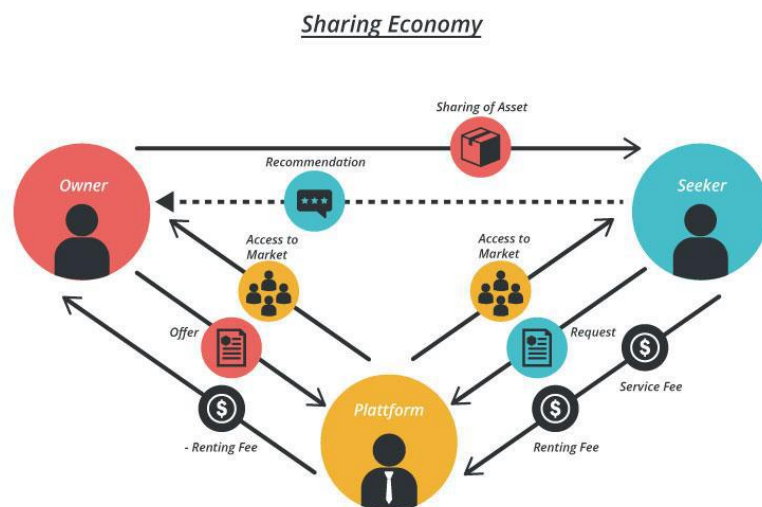 Sharing Economy
Sharing of Asset
Recommendation
Owner
Seeker
Access to
Market
Access to
Market
Offer
Request
Plattform
Service Fee
- Renting Fee
Renting Fee